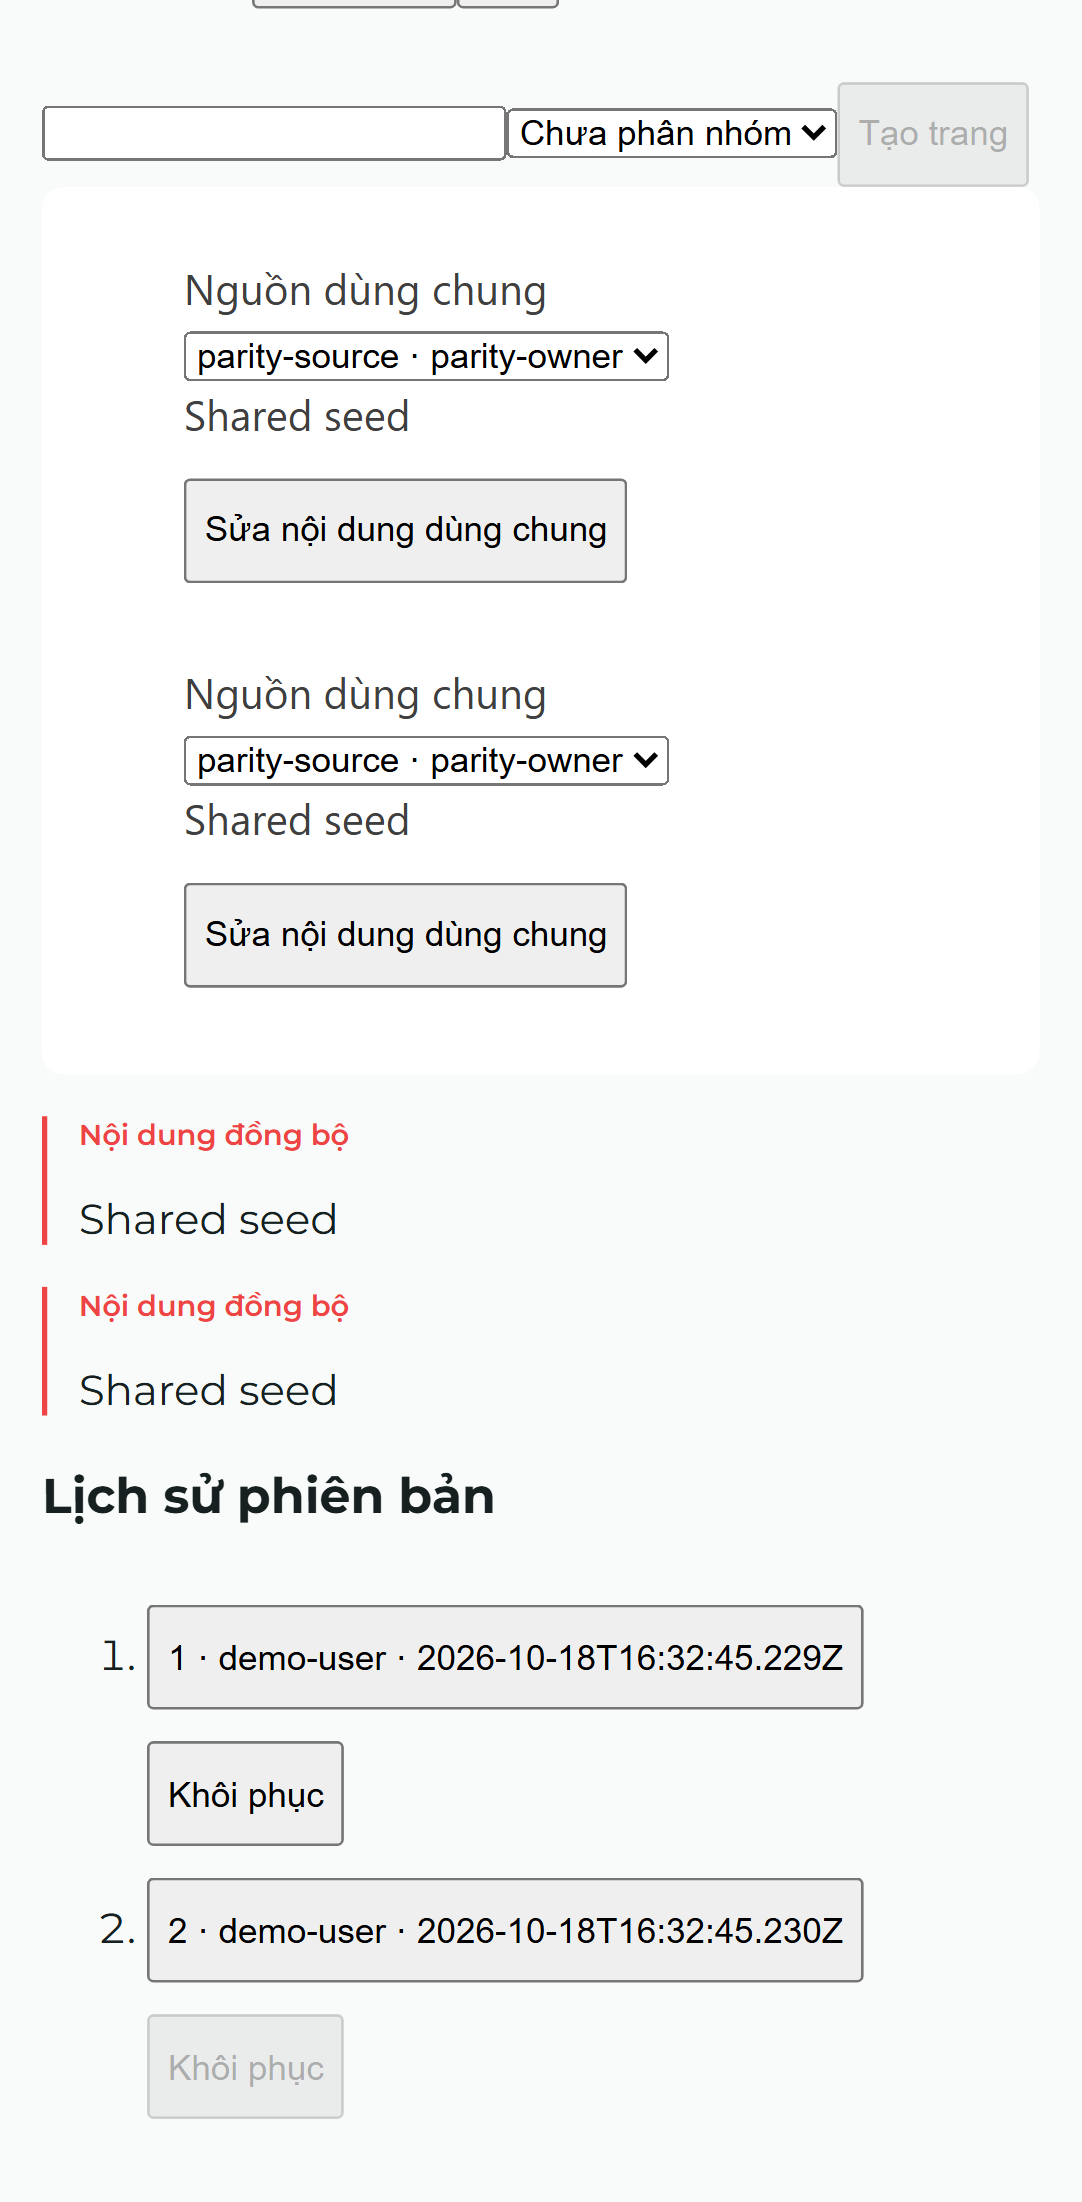 Chưa phân nhóm
Tạo trang
Nguồn dùng chung
parity-source · parity-owner
Shared seed
Sửa nội dung dùng chung
Nguồn dùng chung
parity-source · parity-owner
Shared seed
Sửa nội dung dùng chung
Nội dung đồng bộ
Shared seed
Nội dung đồng bộ
Shared seed
Lịch sử phiên bản
1. 1 · demo-user · 2026-10-18T16:32:45.229Z
Khôi phục
2. 2 · demo-user · 2026-10-18T16:32:45.230Z
Khôi phục